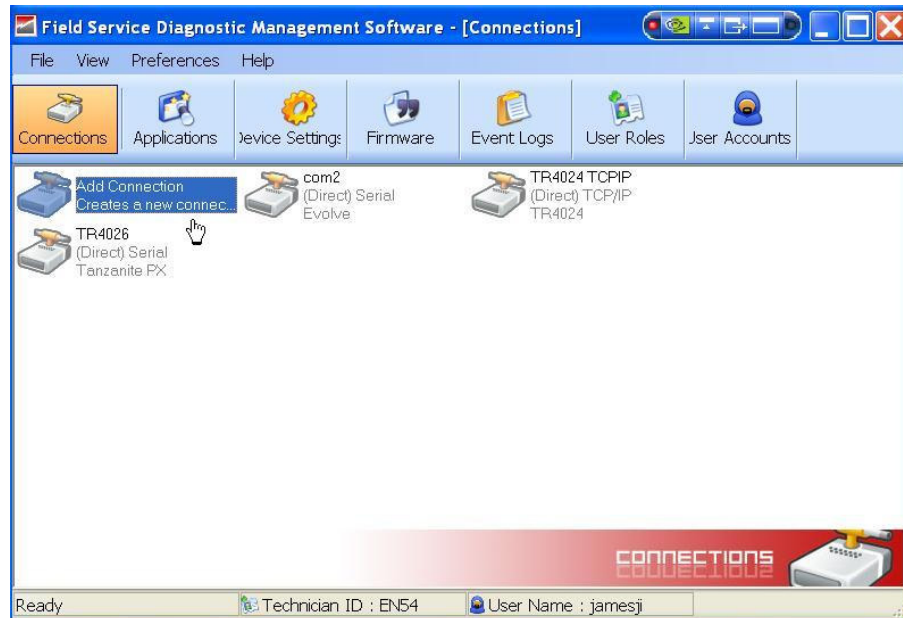 Field Service Diagnostic Management Software - [Connections]
File View Preferences Help
Connections Applications Device Settings Firmware Event Logs User Roles User Accounts
Add Connection
Creates a new connec...
com2
(Direct) Serial
Evolve
TR4024 TCPIP
(Direct) TCP/IP
TR4024
TR4026
(Direct) Serial
Tanzanite PX
CONNECTIONS
Ready Technician ID : EN54 User Name : jamesji